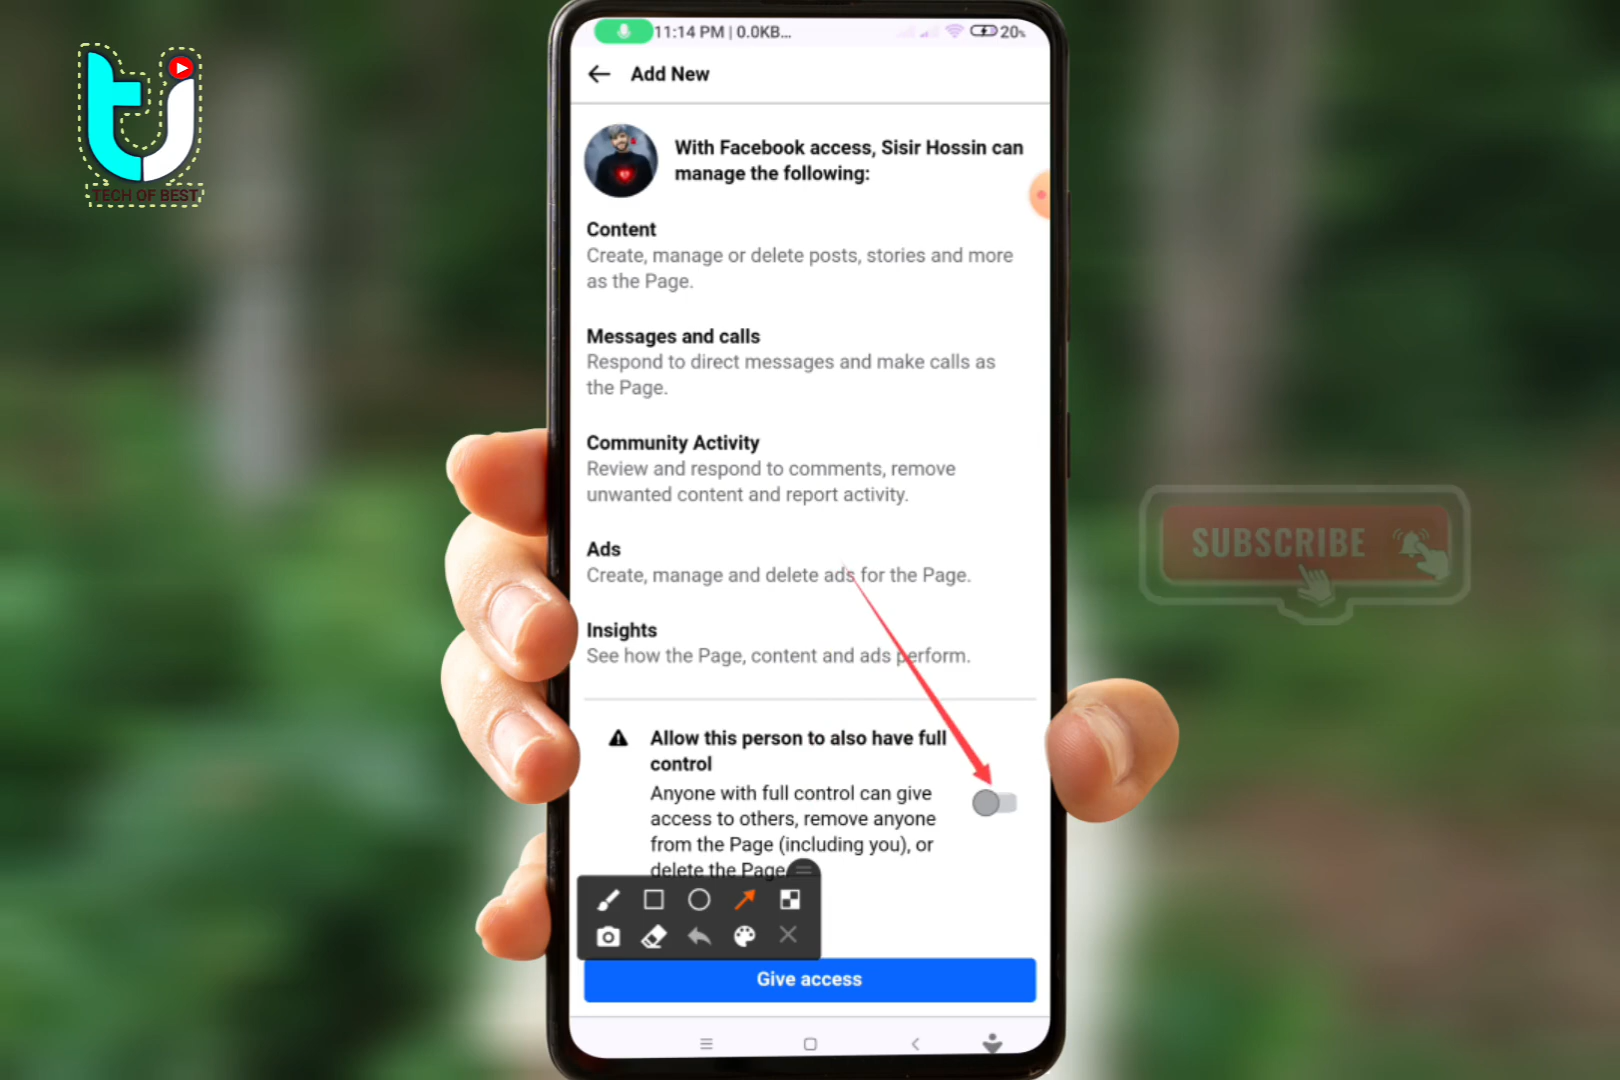 TECH OF BEST
11:14 PM | 0.0KB... 20%
Add New
With Facebook access, Sisir Hossin can
manage the following:
Content
Create, manage or delete posts, stories and more
as the Page.
Messages and calls
Respond to direct messages and make calls as
the Page.
Community Activity
Review and respond to comments, remove
unwanted content and report activity.
Ads
Create, manage and delete ads for the Page.
Insights
See how the Page, content and ads perform.
Allow this person to also have full
control
Anyone with full control can give
access to others, remove anyone
from the Page (including you), or
delete the Page
Give access
SUBSCRIBE